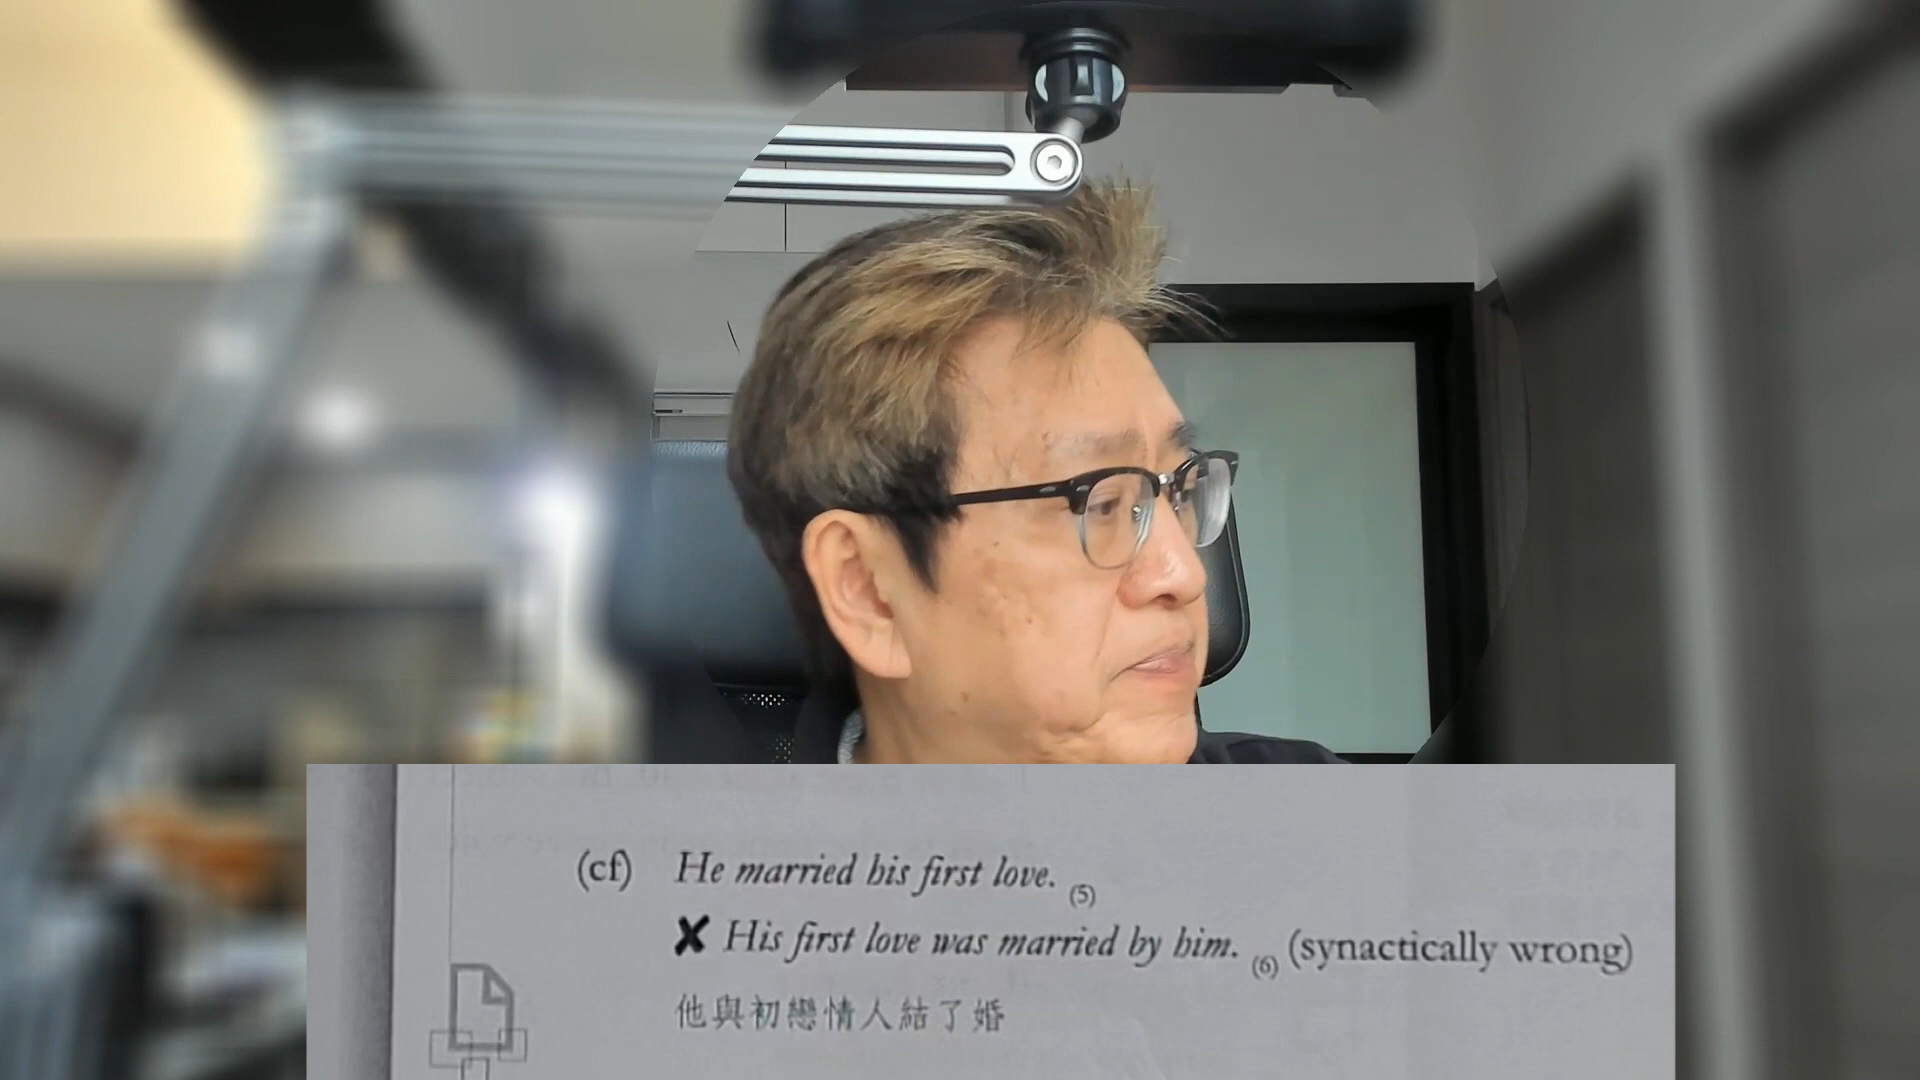 (cf) He married his first love. (5)
✘ His first love was married by him. (6) (synactically wrong)
他與初戀情人結了婚